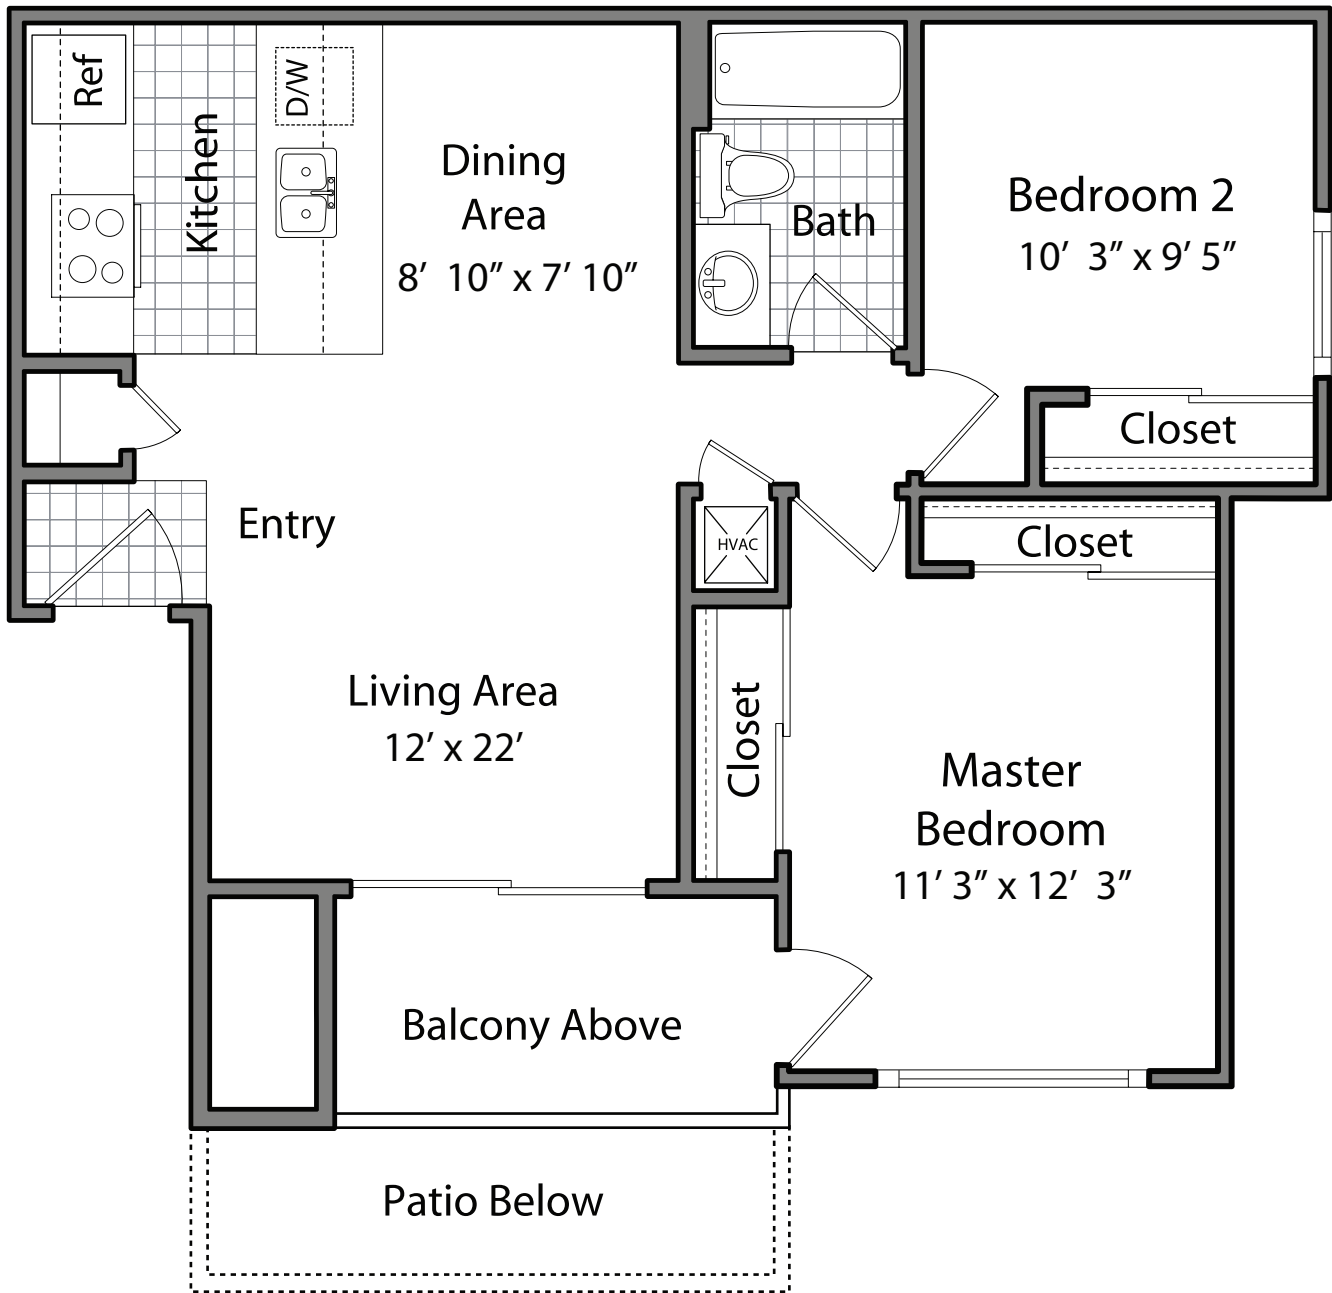 Ref
Kitchen
D/W
Dining
Area
8’ 10” x 7’ 10”
Bath
Bedroom 2
10’ 3” x 9’ 5”
Closet
Entry
HVAC
Closet
Living Area
12’ x 22’
Closet
Master
Bedroom
11’ 3” x 12’ 3”
Balcony Above
Patio Below